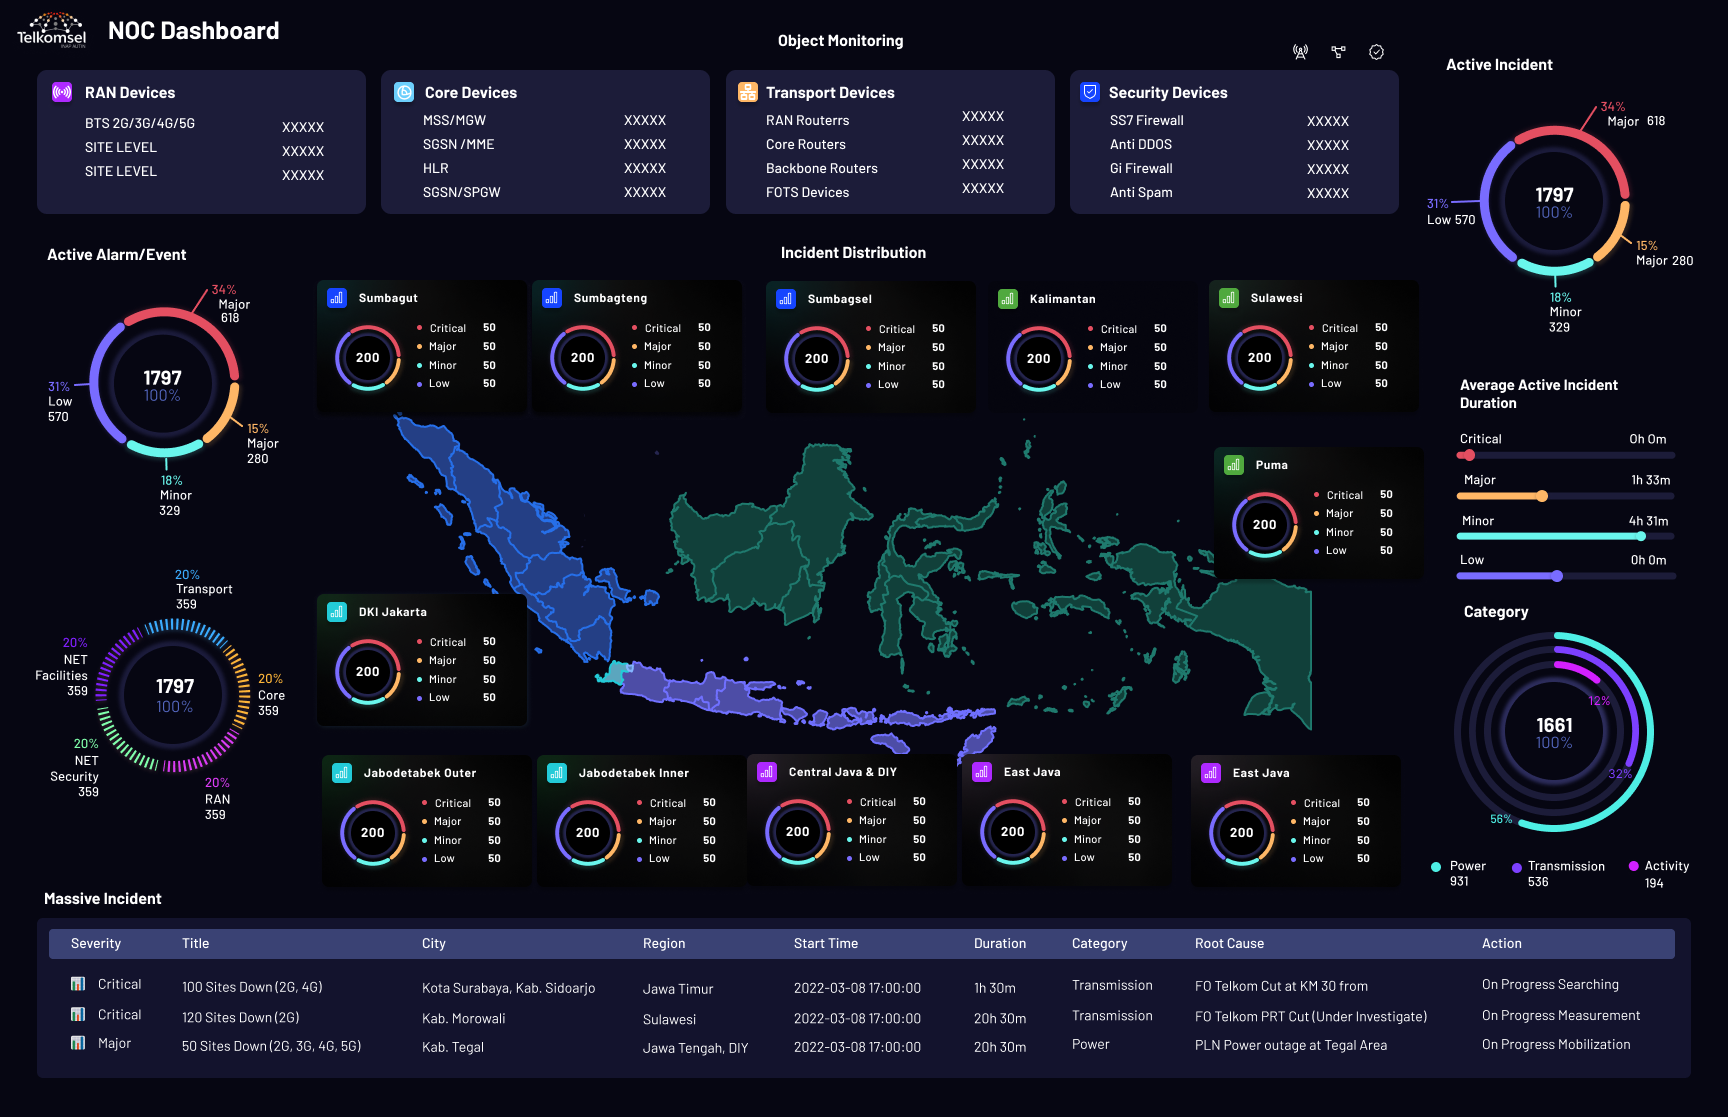 Telkomsel
NOC Dashboard
Object Monitoring
RAN Devices
BTS 2G/3G/4G/5G XXXXX
SITE LEVEL XXXXX
SITE LEVEL XXXXX
Core Devices
MSS/MGW XXXXX
SGSN /MME XXXXX
HLR XXXXX
SGSN/SPGW XXXXX
Transport Devices
RAN Routerrs XXXXX
Core Routers XXXXX
Backbone Routers XXXXX
FOTS Devices XXXXX
Security Devices
SS7 Firewall XXXXX
Anti DDOS XXXXX
Gi Firewall XXXXX
Anti Spam XXXXX
Active Incident
34%
Major 618
1797
100%
31%
Low 570
15%
Major 280
18%
Minor
329
Active Alarm/Event
34%
Major
618
1797
100%
31%
Low
570
15%
Major
280
18%
Minor
329
Incident Distribution
Sumbagut
200
Critical 50
Major 50
Minor 50
Low 50
Sumbagteng
200
Critical 50
Major 50
Minor 50
Low 50
Sumbagsel
200
Critical 50
Major 50
Minor 50
Low 50
Kalimantan
200
Critical 50
Major 50
Minor 50
Low 50
Sulawesi
200
Critical 50
Major 50
Minor 50
Low 50
Puma
200
Critical 50
Major 50
Minor 50
Low 50
Average Active Incident
Duration
Critical 0h 0m
Major 1h 33m
Minor 4h 31m
Low 0h 0m
20%
Transport
359
20%
NET
Facilities
359
1797
100%
20%
Core
359
20%
NET
Security
359
20%
RAN
359
DKI Jakarta
200
Critical 50
Major 50
Minor 50
Low 50
Category
12%
1661
100%
32%
56%
Power
931
Transmission
536
Activity
194
Jabodetabek Outer
200
Critical 50
Major 50
Minor 50
Low 50
Jabodetabek Inner
200
Critical 50
Major 50
Minor 50
Low 50
Central Java & DIY
200
Critical 50
Major 50
Minor 50
Low 50
East Java
200
Critical 50
Major 50
Minor 50
Low 50
East Java
200
Critical 50
Major 50
Minor 50
Low 50
Massive Incident
Severity Title City Region Start Time Duration Category Root Cause Action
Critical 100 Sites Down (2G, 4G) Kota Surabaya, Kab. Sidoarjo Jawa Timur 2022-03-08 17:00:00 1h 30m Transmission FO Telkom Cut at KM 30 from On Progress Searching
Critical 120 Sites Down (2G) Kab. Morowali Sulawesi 2022-03-08 17:00:00 20h 30m Transmission FO Telkom PRT Cut (Under Investigate) On Progress Measurement
Major 50 Sites Down (2G, 3G, 4G, 5G) Kab. Tegal Jawa Tengah, DIY 2022-03-08 17:00:00 20h 30m Power PLN Power outage at Tegal Area On Progress Mobilization